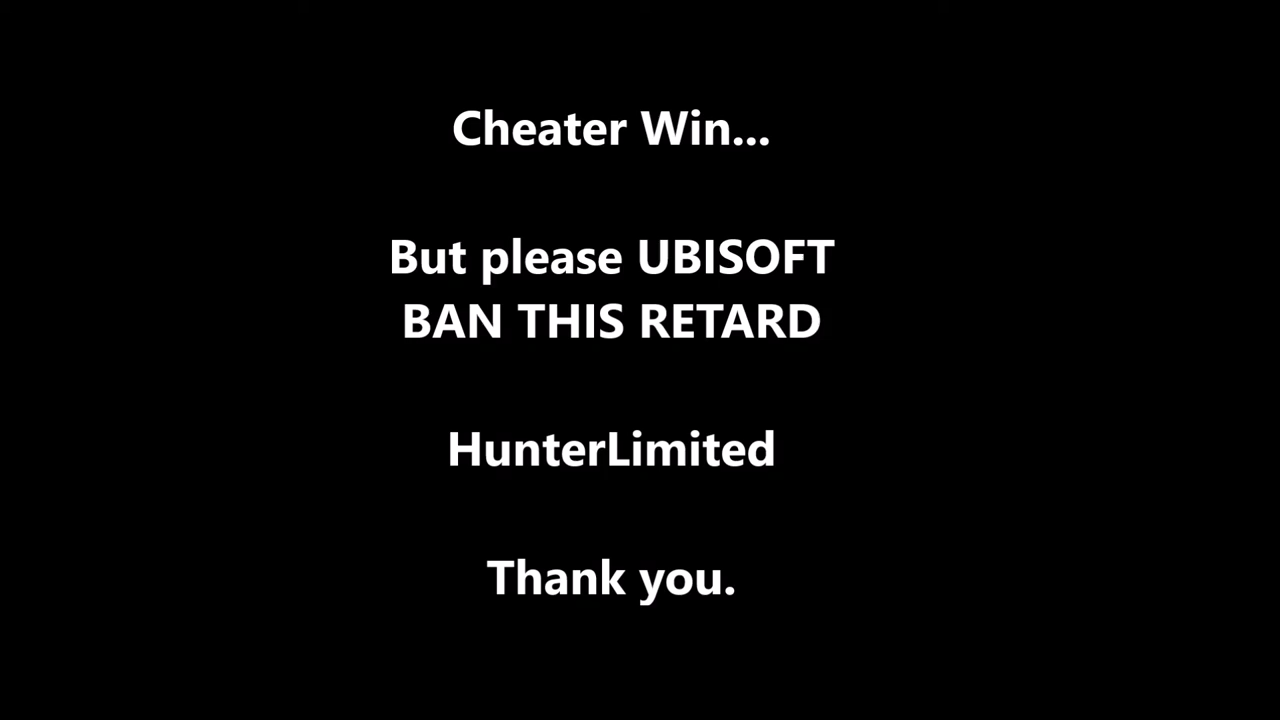 Cheater Win...
But please UBISOFT
BAN THIS RETARD
HunterLimited
Thank you.